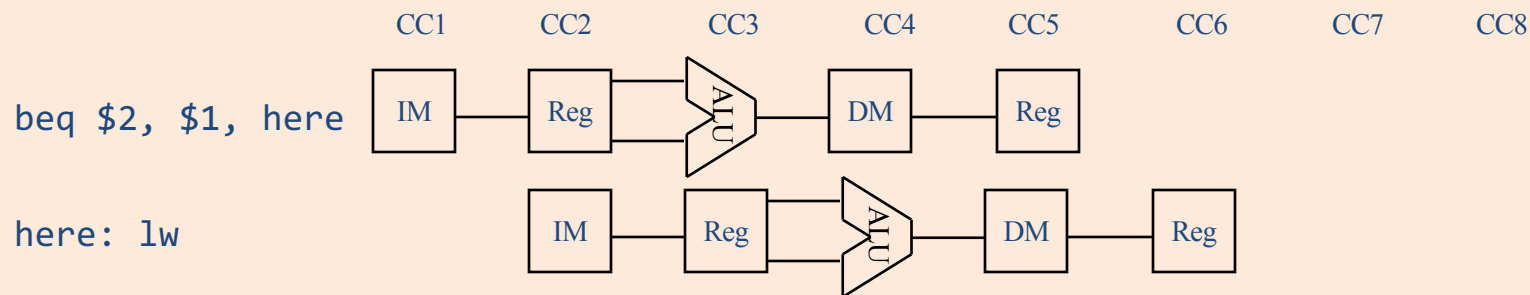 CC1 CC2 CC3 CC4 CC5 CC6 CC7 CC8
beq $2, $1, here IM Reg ALU DM Reg
here: lw IM Reg ALU DM Reg